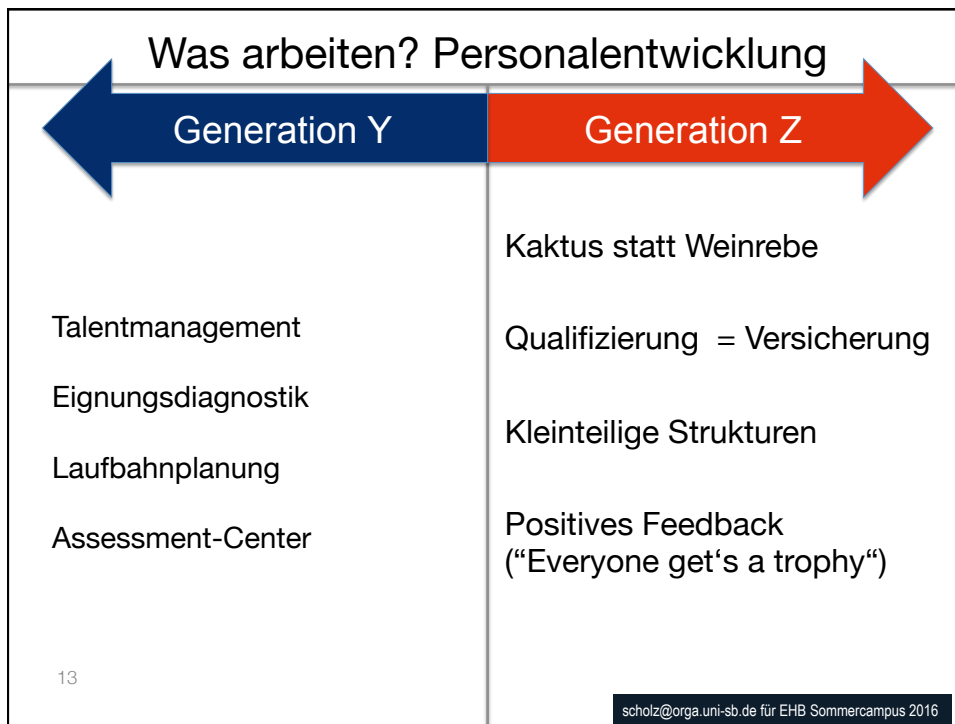 Was arbeiten? Personalentwicklung
Generation Y
Generation Z
Talentmanagement
Eignungsdiagnostik
Laufbahnplanung
Assessment-Center
Kaktus statt Weinrebe
Qualifizierung = Versicherung
Kleinteilige Strukturen
Positives Feedback
(“Everyone get‘s a trophy“)
13
scholz@orga.uni-sb.de für EHB Sommercampus 2016